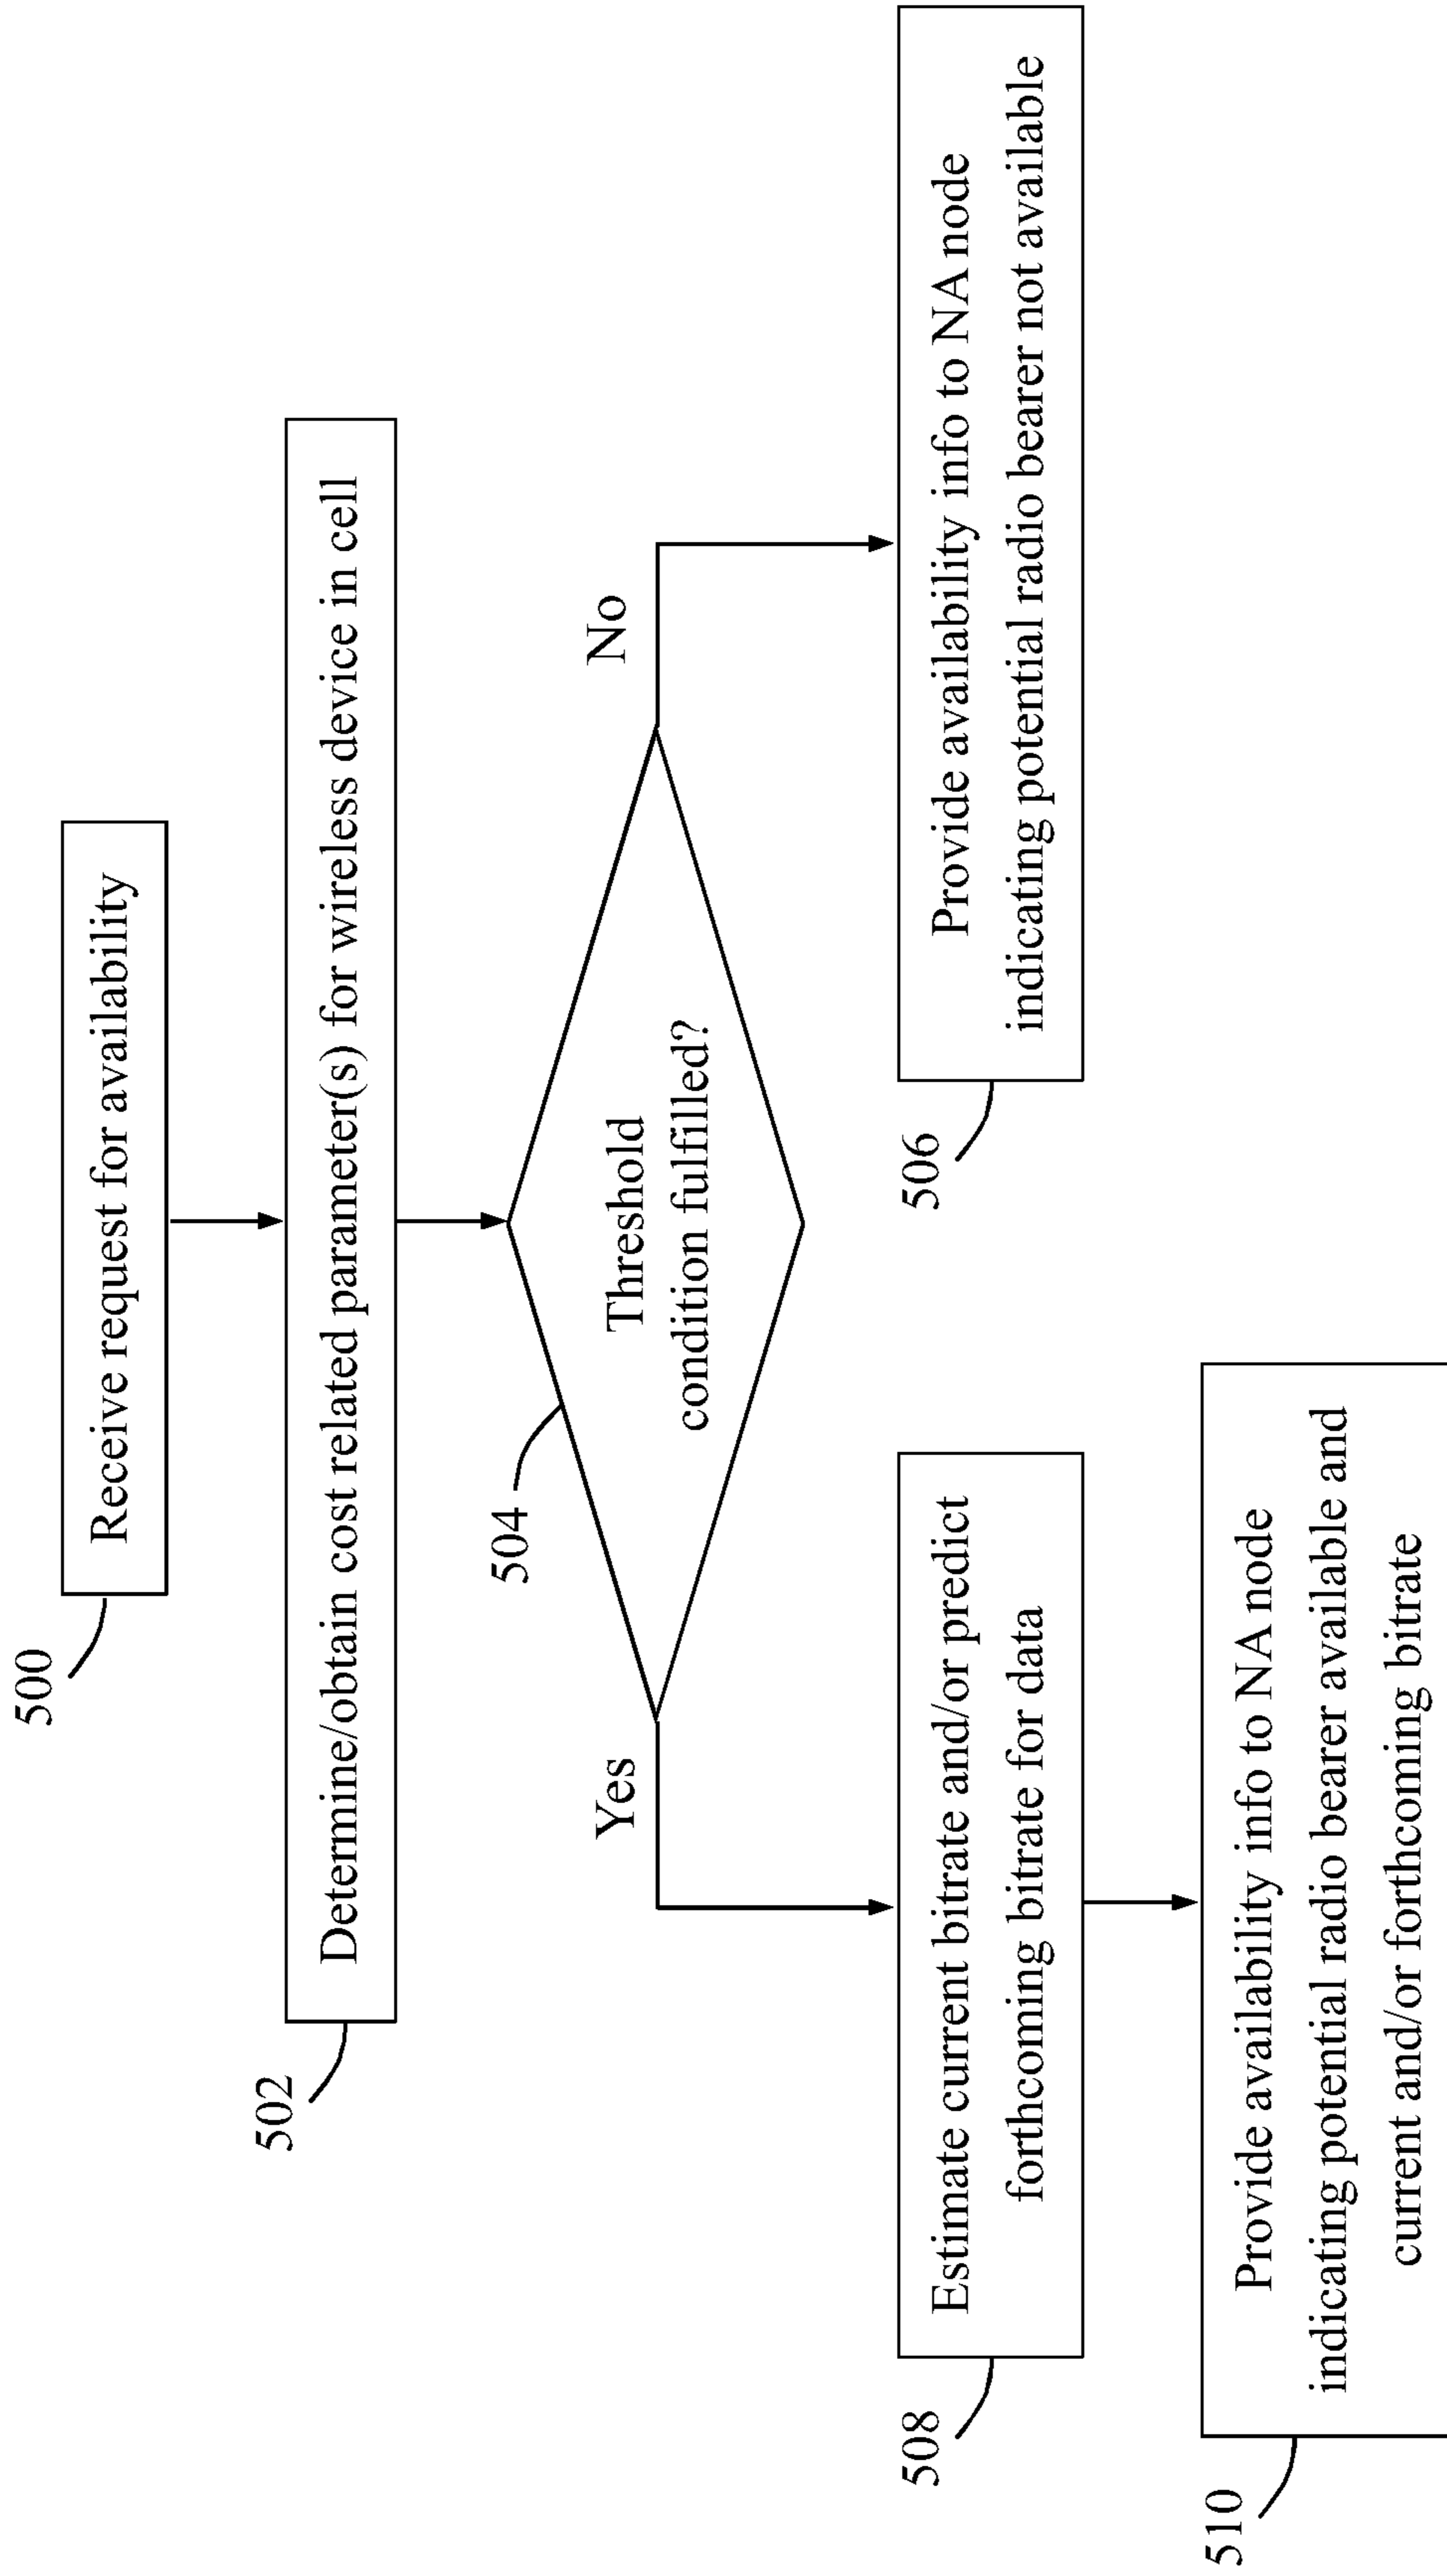 500
Receive request for availability
502
Determine/obtain cost related parameter(s) for wireless device in cell
504
Threshold
condition fulfilled?
Yes
No
508
Estimate current bitrate and/or predict
forthcoming bitrate for data
506
Provide availability info to NA node
indicating potential radio bearer not available
510
Provide availability info to NA node
indicating potential radio bearer available and
current and/or forthcoming bitrate